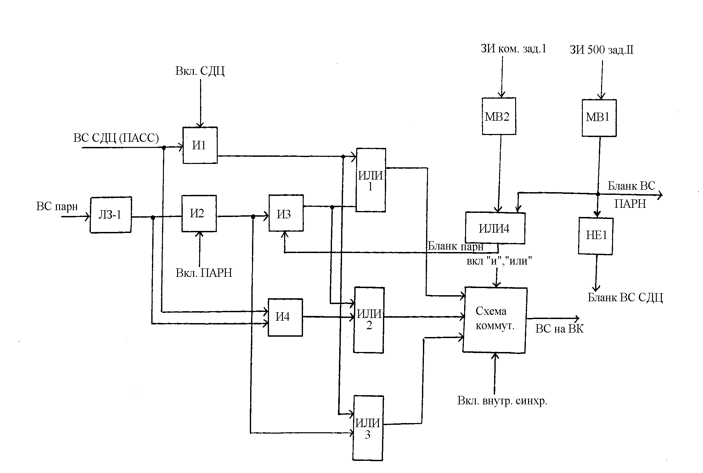 ЗИ ком. зад.I
ЗИ 500 зад.II
Вкл. СДЦ
МВ2
МВ1
ВС СДЦ (ПАСС)
И1
ИЛИ
1
Бланк ВС
ПАРН
ВС парн
ЛЗ-1
И2
И3
ИЛИ4
НЕ1
Бланк парн
вкл "и","или"
Вкл. ПАРН
Бланк ВС СДЦ
И4
ИЛИ
2
Схема
коммут.
ВС на ВК
Вкл. внутр. синхр.
ИЛИ
3